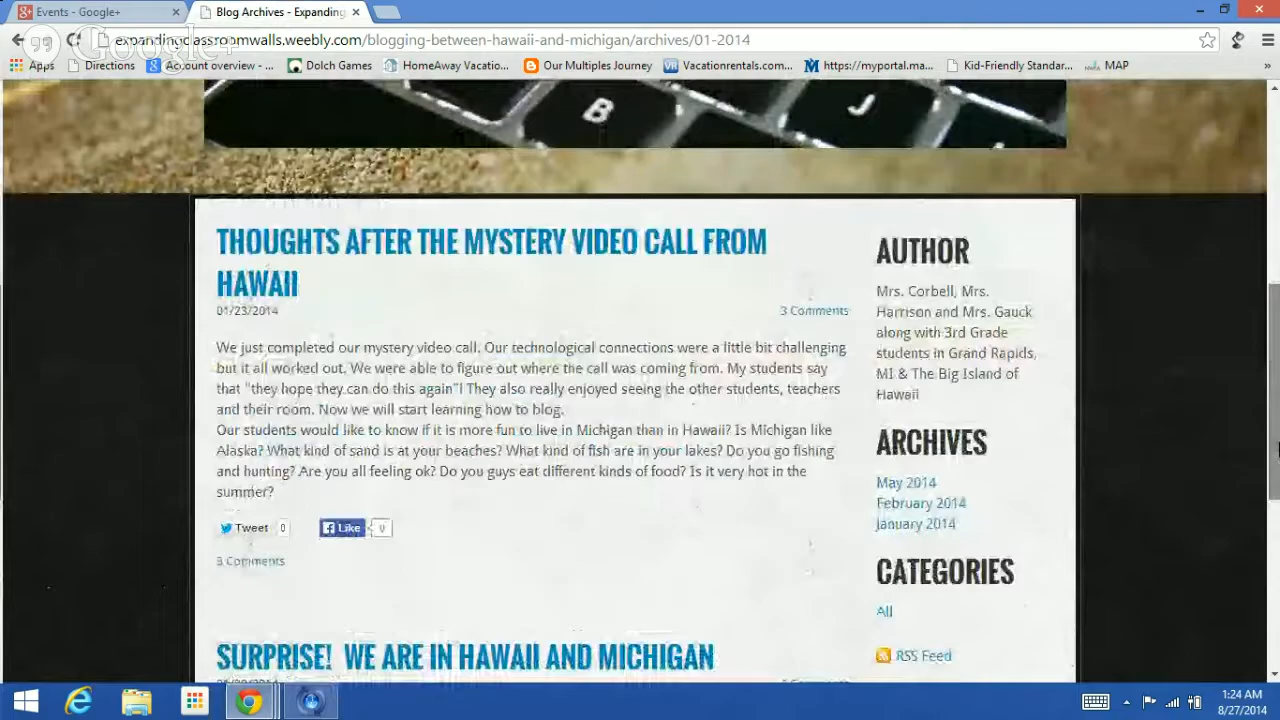 Events - Google+
Blog Archives - Expanding
Google+
expandingclassroomwalls.weebly.com/blogging-between-hawaii-and-michigan/archives/01-2014
Apps Directions Account overview - ... Dolch Games HomeAway Vacatio... Our Multiples Journey Vacationrentals.com... https://myportal.ma... Kid-Friendly Standar... MAP »
B J
THOUGHTS AFTER THE MYSTERY VIDEO CALL FROM
HAWAII
01/23/2014
3 Comments
We just completed our mystery video call. Our technological connections were a little bit challenging
but it all worked out. We were able to figure out where the call was coming from. My students say
that "they hope they can do this again"! They also really enjoyed seeing the other students, teachers
and their room. Now we will start learning how to blog.
Our students would like to know if it is more fun to live in Michigan than in Hawaii? Is Michigan like
Alaska? What kind of sand is at your beaches? What kind of fish are in your lakes? Do you go fishing
and hunting? Are you all feeling ok? Do you guys eat different kinds of food? Is it very hot in the
summer?
Tweet 0 Like 0
3 Comments
SURPRISE! WE ARE IN HAWAII AND MICHIGAN
AUTHOR
Mrs. Corbell, Mrs.
Harrison and Mrs. Gauck
along with 3rd Grade
students in Grand Rapids,
MI & The Big Island of
Hawaii
ARCHIVES
May 2014
February 2014
January 2014
CATEGORIES
All
RSS Feed
1:24 AM
8/27/2014